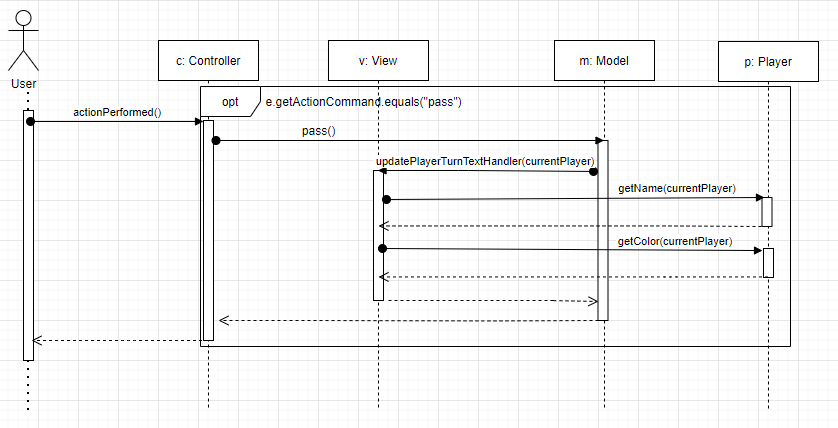 User
c: Controller
v: View
m: Model
p: Player
opt
e.getActionCommand.equals("pass")
actionPerformed()
pass()
updatePlayerTurnTextHandler(currentPlayer)
getName(currentPlayer)
getColor(currentPlayer)